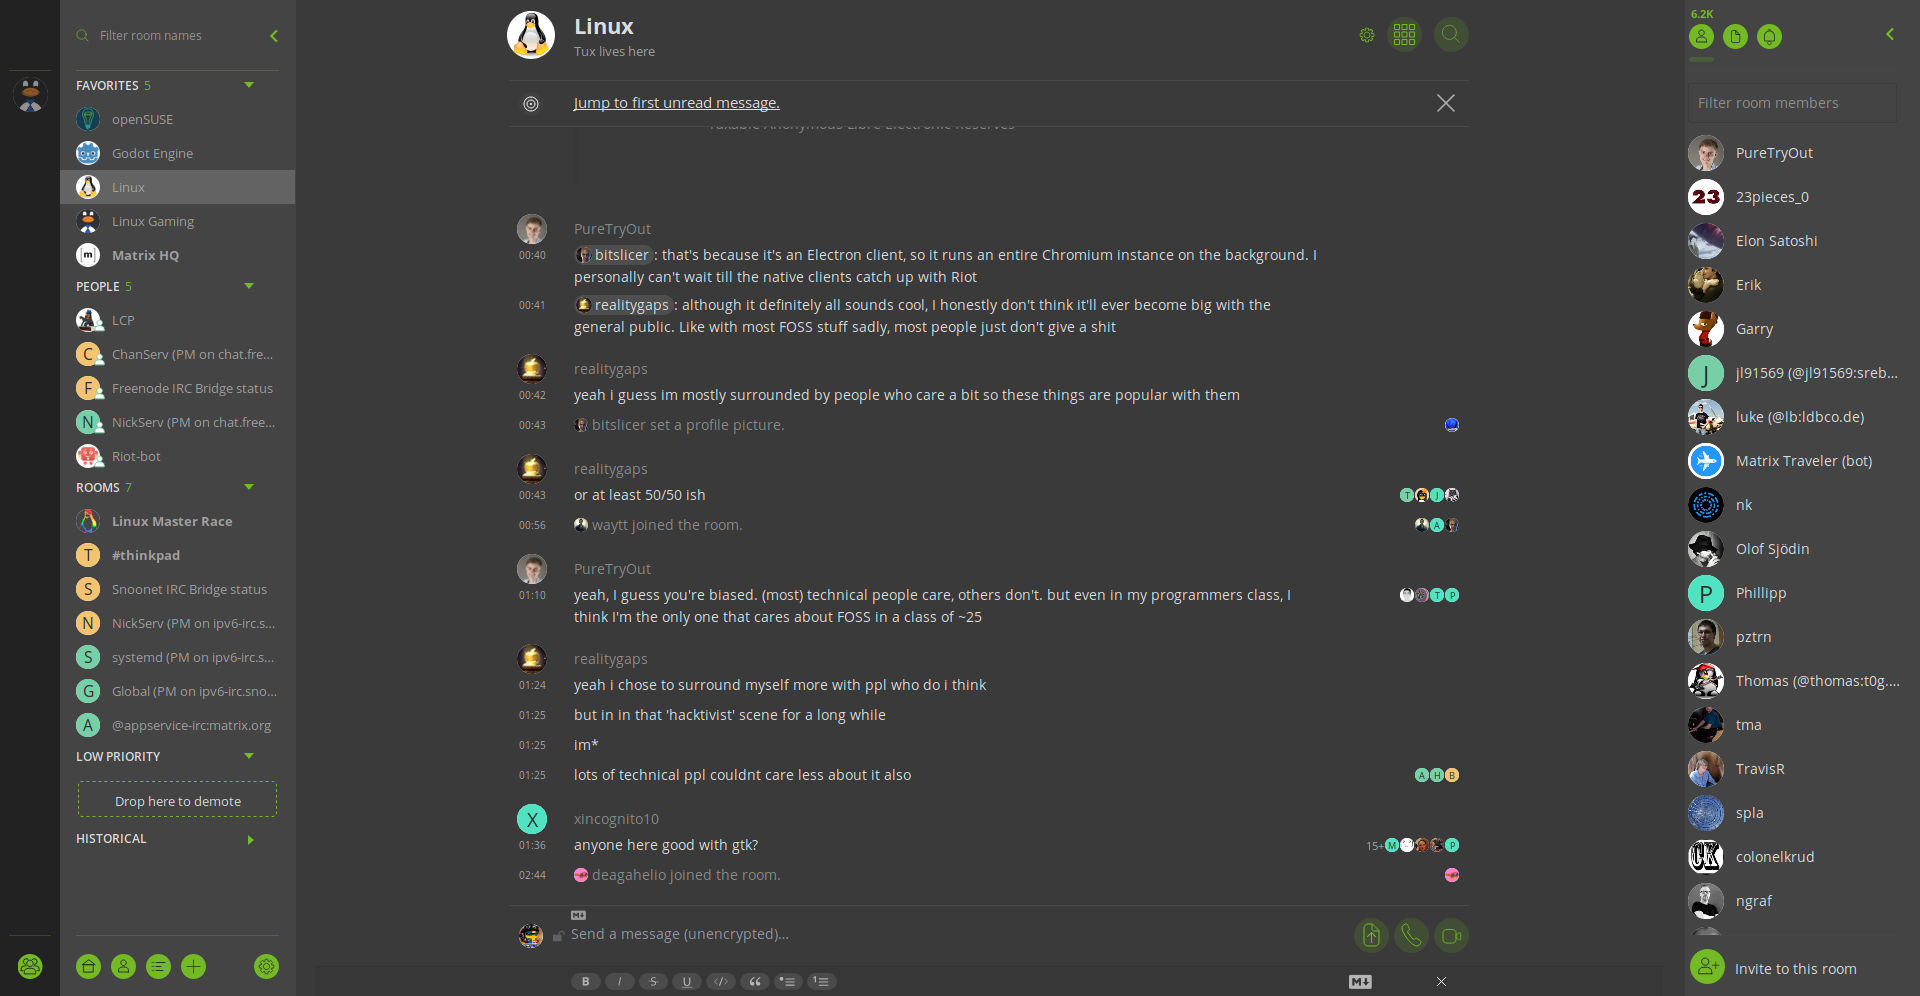 Filter room names
FAVORITES 5
openSUSE
Godot Engine
Linux
Linux Gaming
Matrix HQ
PEOPLE 5
LCP
ChanServ (PM on chat.fre...
Freenode IRC Bridge status
NickServ (PM on chat.free...
Riot-bot
ROOMS 7
Linux Master Race
#thinkpad
Snoonet IRC Bridge status
NickServ (PM on ipv6-irc.s...
systemd (PM on ipv6-irc.s...
Global (PM on ipv6-irc.sno...
@appservice-irc:matrix.org
LOW PRIORITY
Drop here to demote
HISTORICAL
Linux
Tux lives here
Jump to first unread message.
Taxable Anonymous Libre Electronic Reserves
PureTryOut
00:40 bitslicer : that's because it's an Electron client, so it runs an entire Chromium instance on the background. I
personally can't wait till the native clients catch up with Riot
00:41 realitygaps : although it definitely all sounds cool, I honestly don't think it'll ever become big with the
general public. Like with most FOSS stuff sadly, most people just don't give a shit
realitygaps
00:42 yeah i guess im mostly surrounded by people who care a bit so these things are popular with them
00:43 bitslicer set a profile picture.
realitygaps
00:43 or at least 50/50 ish T J
00:56 waytt joined the room. A
PureTryOut
01:10 yeah, I guess you're biased. (most) technical people care, others don't. but even in my programmers class, I T P
think I'm the only one that cares about FOSS in a class of ~25
realitygaps
01:24 yeah i chose to surround myself more with ppl who do i think
01:25 but in in that 'hacktivist' scene for a long while
01:25 im*
01:25 lots of technical ppl couldnt care less about it also A H B
X xincognito10
01:36 anyone here good with gtk? 15+ M P
02:44 deagahelio joined the room.
M↓
Send a message (unencrypted)...
B I S U </> “ M↓
6.2K
Filter room members
PureTryOut
23 23pieces_0
Elon Satoshi
Erik
Garry
J jl91569 (@jl91569:sreb...
luke (@lb:ldbco.de)
Matrix Traveler (bot)
nk
Olof Sjödin
P Phillipp
pztrn
Thomas (@thomas:t0g....
tma
TravisR
spla
CK colonelkrud
ngraf
Invite to this room